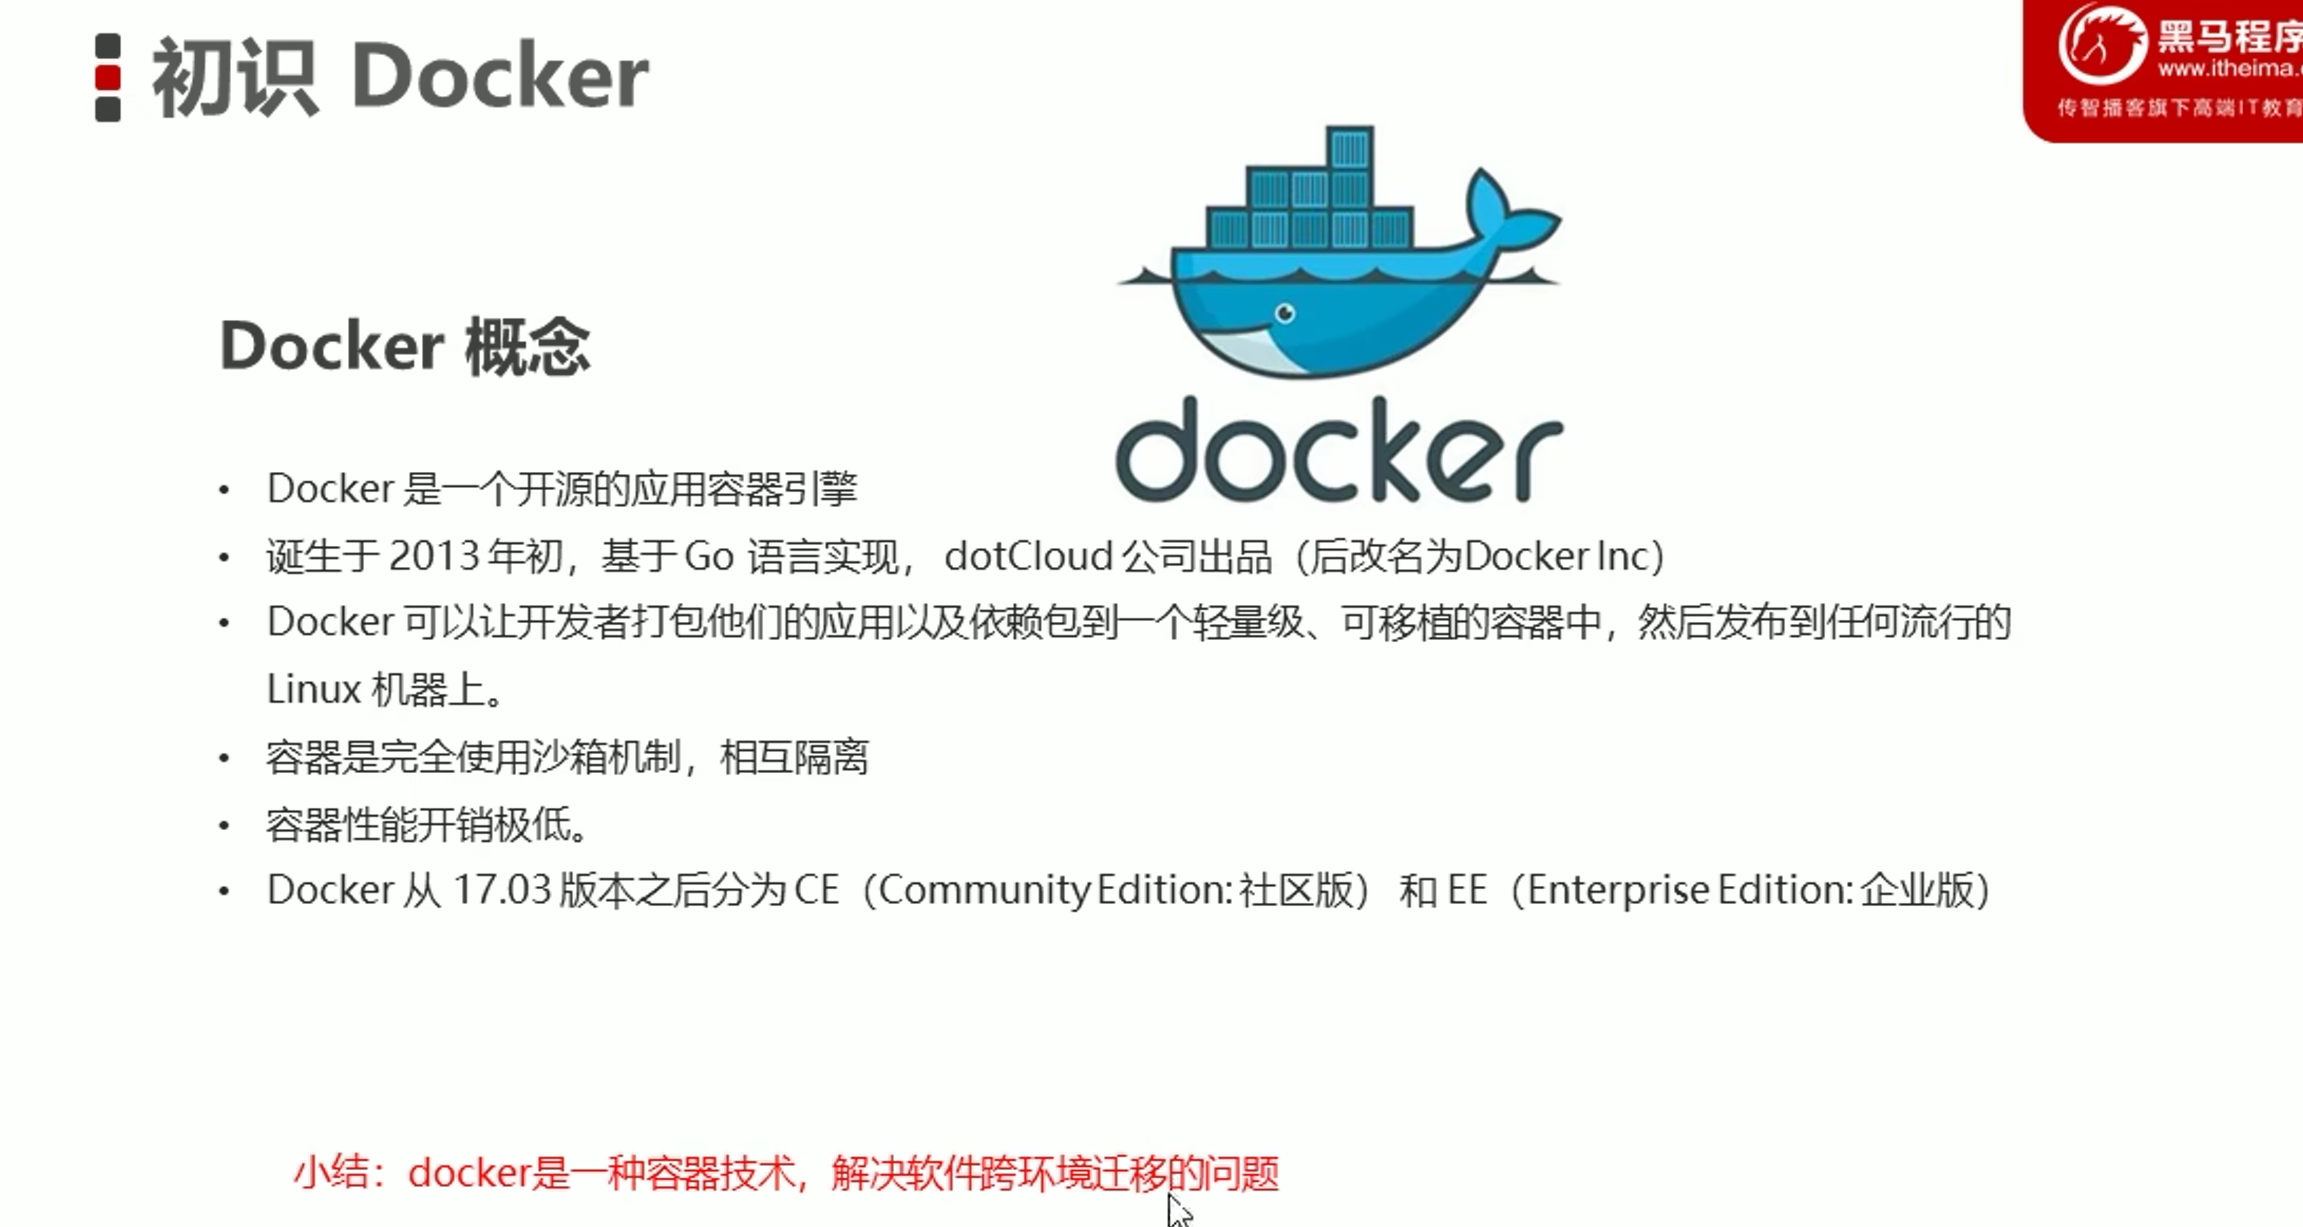 初识 Docker
黑马程序
www.itheima.
传智播客旗下高端IT教育
docker
Docker 概念
• Docker 是一个开源的应用容器引擎
• 诞生于 2013 年初，基于 Go 语言实现， dotCloud 公司出品（后改名为Docker Inc）
• Docker 可以让开发者打包他们的应用以及依赖包到一个轻量级、可移植的容器中，然后发布到任何流行的
Linux 机器上。
• 容器是完全使用沙箱机制，相互隔离
• 容器性能开销极低。
• Docker 从 17.03 版本之后分为 CE（Community Edition: 社区版） 和 EE（Enterprise Edition: 企业版）
小结：docker是一种容器技术，解决软件跨环境迁移的问题